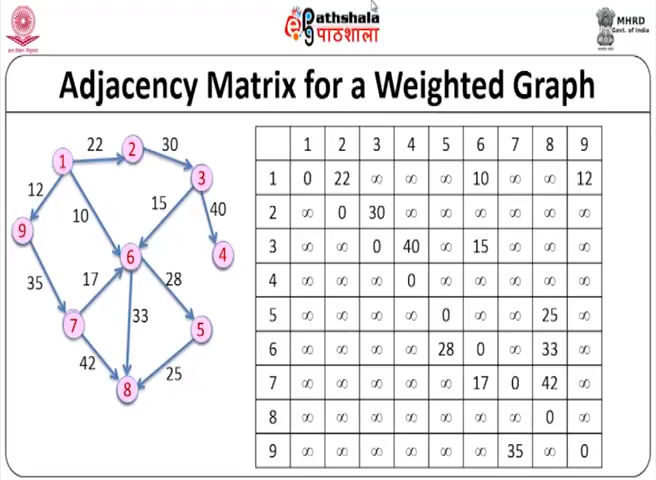 ePathshala
पाठशाला
MHRD
Govt. of India
Adjacency Matrix for a Weighted Graph
22
30
1
2
3
12
10
15
40
9
6
4
35
17
28
7
33
5
42
25
8
1 2 3 4 5 6 7 8 9
1 0 22 ∞ ∞ ∞ 10 ∞ ∞ 12
2 ∞ 0 30 ∞ ∞ ∞ ∞ ∞ ∞
3 ∞ ∞ 0 40 ∞ 15 ∞ ∞ ∞
4 ∞ ∞ ∞ 0 ∞ ∞ ∞ ∞ ∞
5 ∞ ∞ ∞ ∞ 0 ∞ ∞ 25 ∞
6 ∞ ∞ ∞ ∞ 28 0 ∞ 33 ∞
7 ∞ ∞ ∞ ∞ ∞ 17 0 42 ∞
8 ∞ ∞ ∞ ∞ ∞ ∞ ∞ 0 ∞
9 ∞ ∞ ∞ ∞ ∞ ∞ 35 ∞ 0